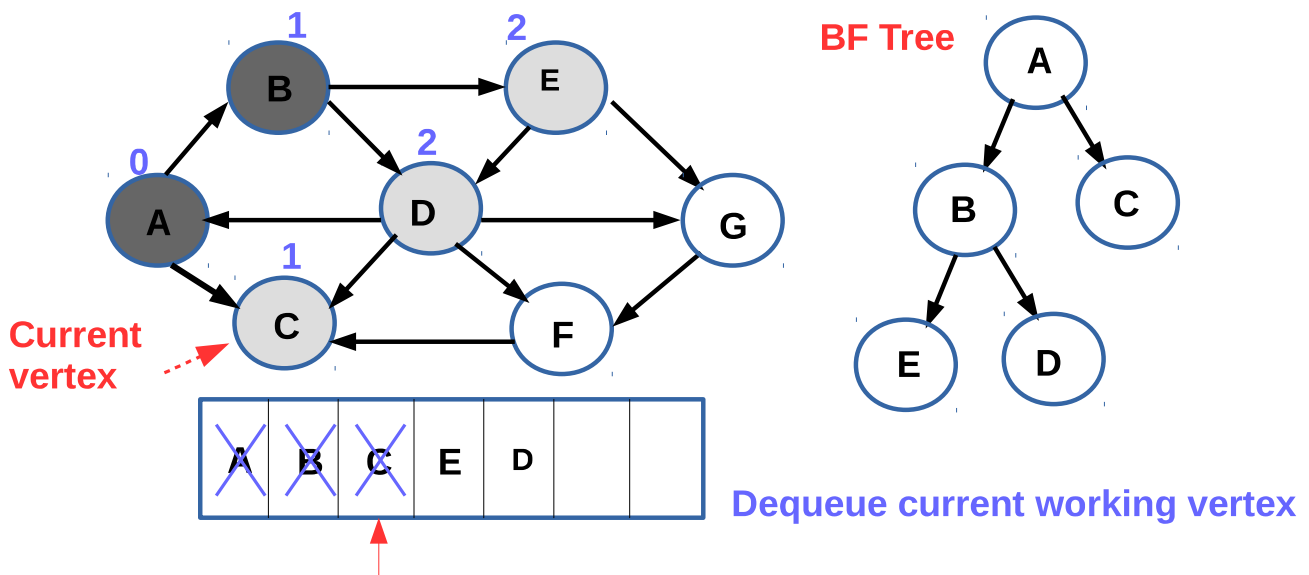 1
2
BF Tree
B
E
A
0
2
A
D
G
B
C
1
C
F
Current
vertex
E
D
A B C E D
Dequeue current working vertex